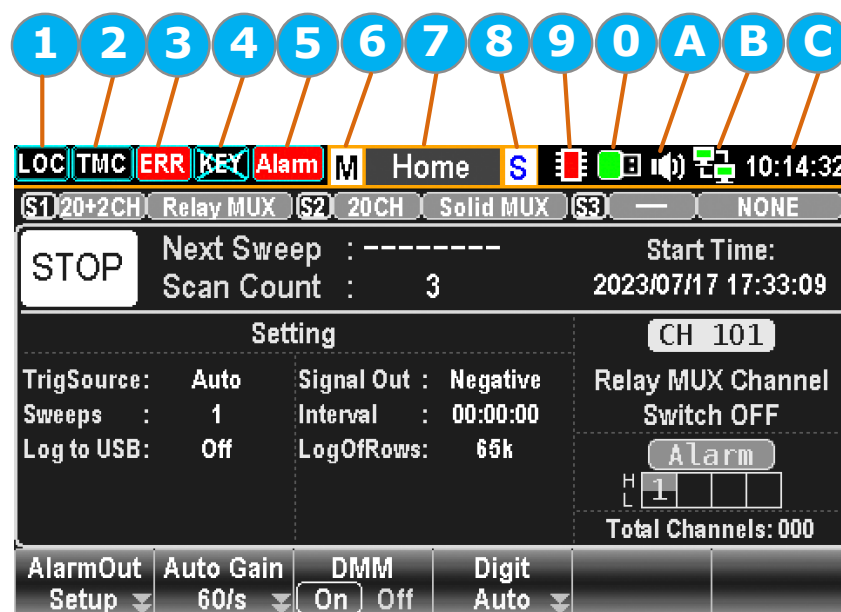 1 2 3 4 5 6 7 8 9 0 A B C
LOC TMC ERR KEY Alarm M Home S 10:14:32
S1 20+2CH Relay MUX S2 20CH Solid MUX S3 — NONE
STOP Next Sweep : -------- Start Time:
Scan Count : 3 2023/07/17 17:33:09
Setting CH 101
TrigSource: Auto Signal Out : Negative Relay MUX Channel
Sweeps : 1 Interval : 00:00:00 Switch OFF
Log to USB: Off LogOfRows: 65k Alarm
H
L 1
Total Channels: 000
AlarmOut Auto Gain DMM Digit
Setup 60/s On Off Auto